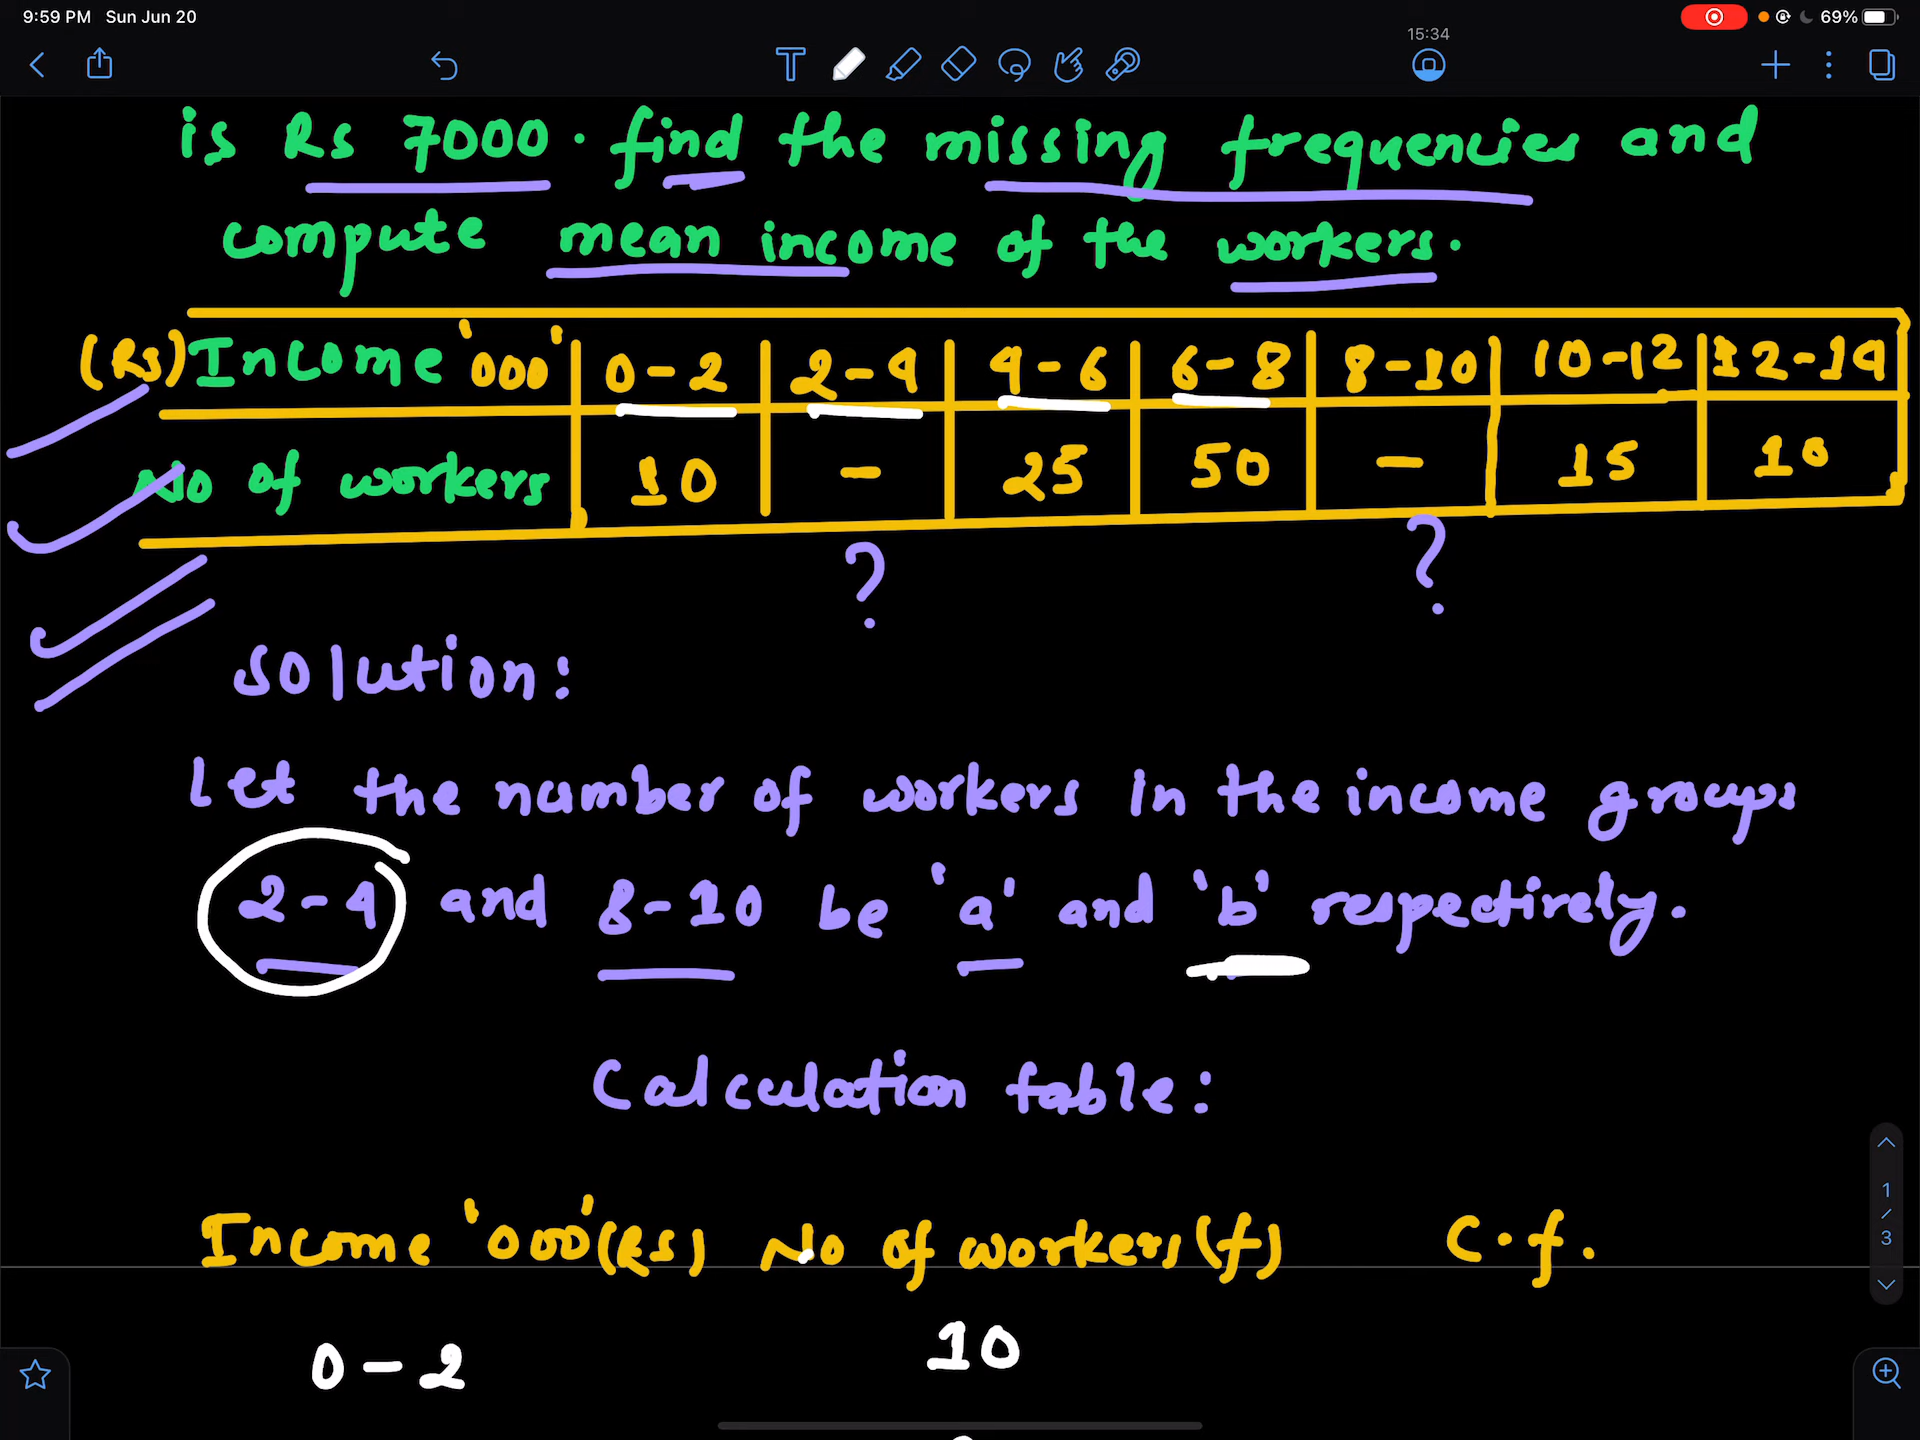 9:59 PM Sun Jun 20
69%
15:34
is Rs 7000. find the missing frequencies and
compute mean income of the workers.
(Rs) Income '000' 0-2 2-4 4-6 6-8 8-10 10-12 12-14
No of workers 10 - 25 50 - 15 10
? ?
Solution:
Let the number of workers in the income groups
2-4 and 8-10 be 'a' and 'b' respectively.
Calculation table:
Income '000'(Rs) No of workers (f) C.f.
0-2 10
1
/
3